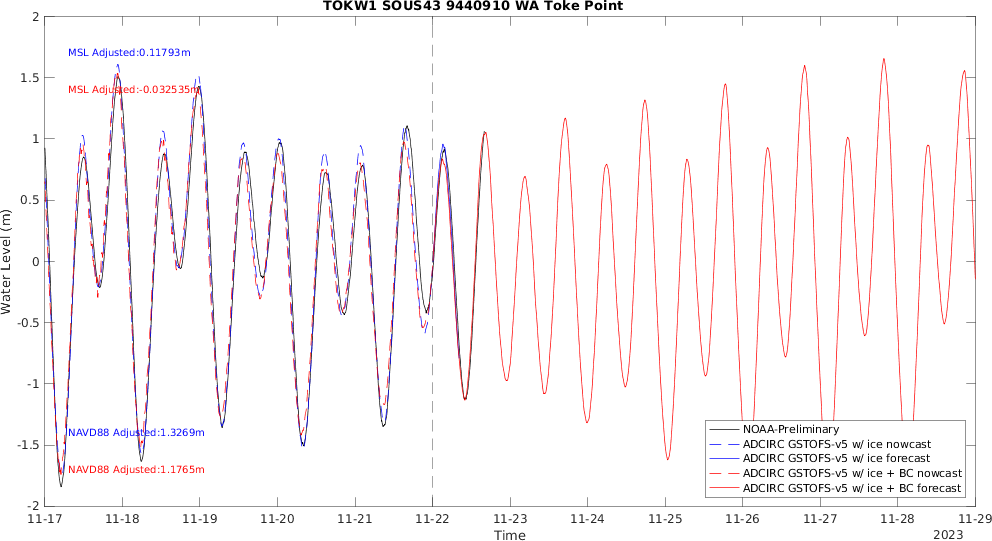 TOKW1 SOUS43 9440910 WA Toke Point
2
1.5
1
0.5
0
-0.5
-1
-1.5
-2
Water Level (m)
MSL Adjusted:0.11793m
MSL Adjusted:-0.032535m
NAVD88 Adjusted:1.3269m
NAVD88 Adjusted:1.1765m
NOAA-Preliminary
ADCIRC GSTOFS-v5 w/ ice nowcast
ADCIRC GSTOFS-v5 w/ ice forecast
ADCIRC GSTOFS-v5 w/ ice + BC nowcast
ADCIRC GSTOFS-v5 w/ ice + BC forecast
11-17 11-18 11-19 11-20 11-21 11-22 11-23 11-24 11-25 11-26 11-27 11-28 11-29
Time
2023